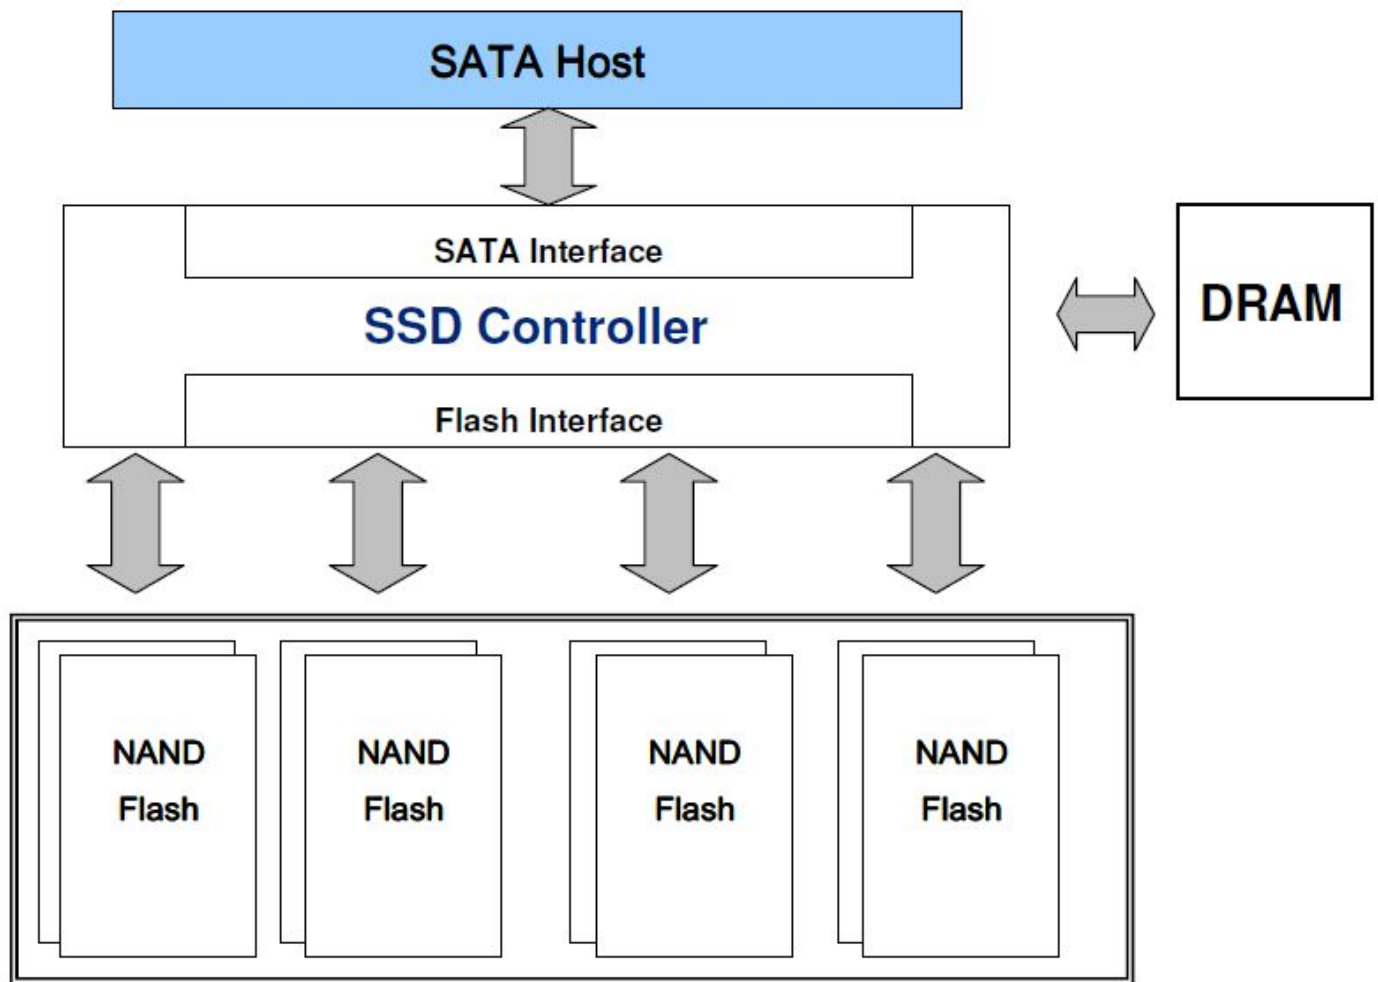 SATA Host
SATA Interface
SSD Controller
DRAM
Flash Interface
NAND
Flash
NAND
Flash
NAND
Flash
NAND
Flash